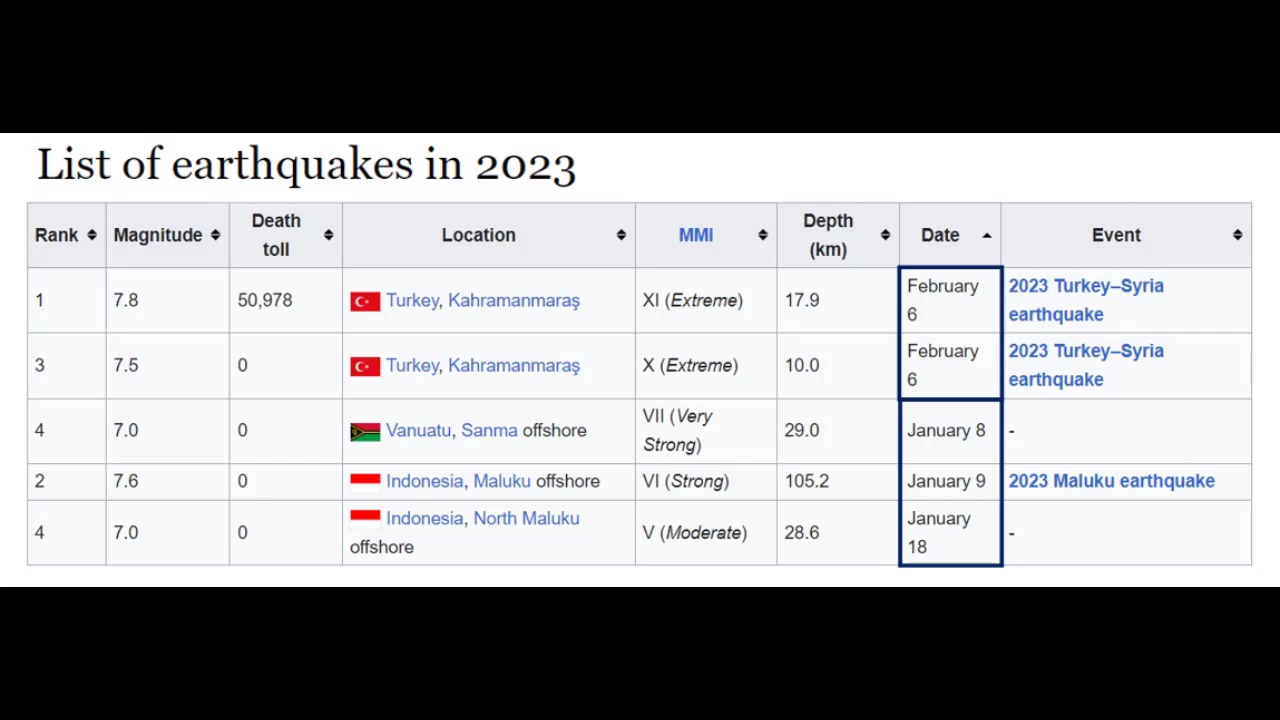 List of earthquakes in 2023
Rank Magnitude Death toll Location MMI Depth (km) Date Event
1 7.8 50,978 Turkey, Kahramanmaraş XI (Extreme) 17.9 February 6 2023 Turkey–Syria earthquake
3 7.5 0 Turkey, Kahramanmaraş X (Extreme) 10.0 February 6 2023 Turkey–Syria earthquake
4 7.0 0 Vanuatu, Sanma offshore VII (Very Strong) 29.0 January 8 -
2 7.6 0 Indonesia, Maluku offshore VI (Strong) 105.2 January 9 2023 Maluku earthquake
4 7.0 0 Indonesia, North Maluku offshore V (Moderate) 28.6 January 18 -